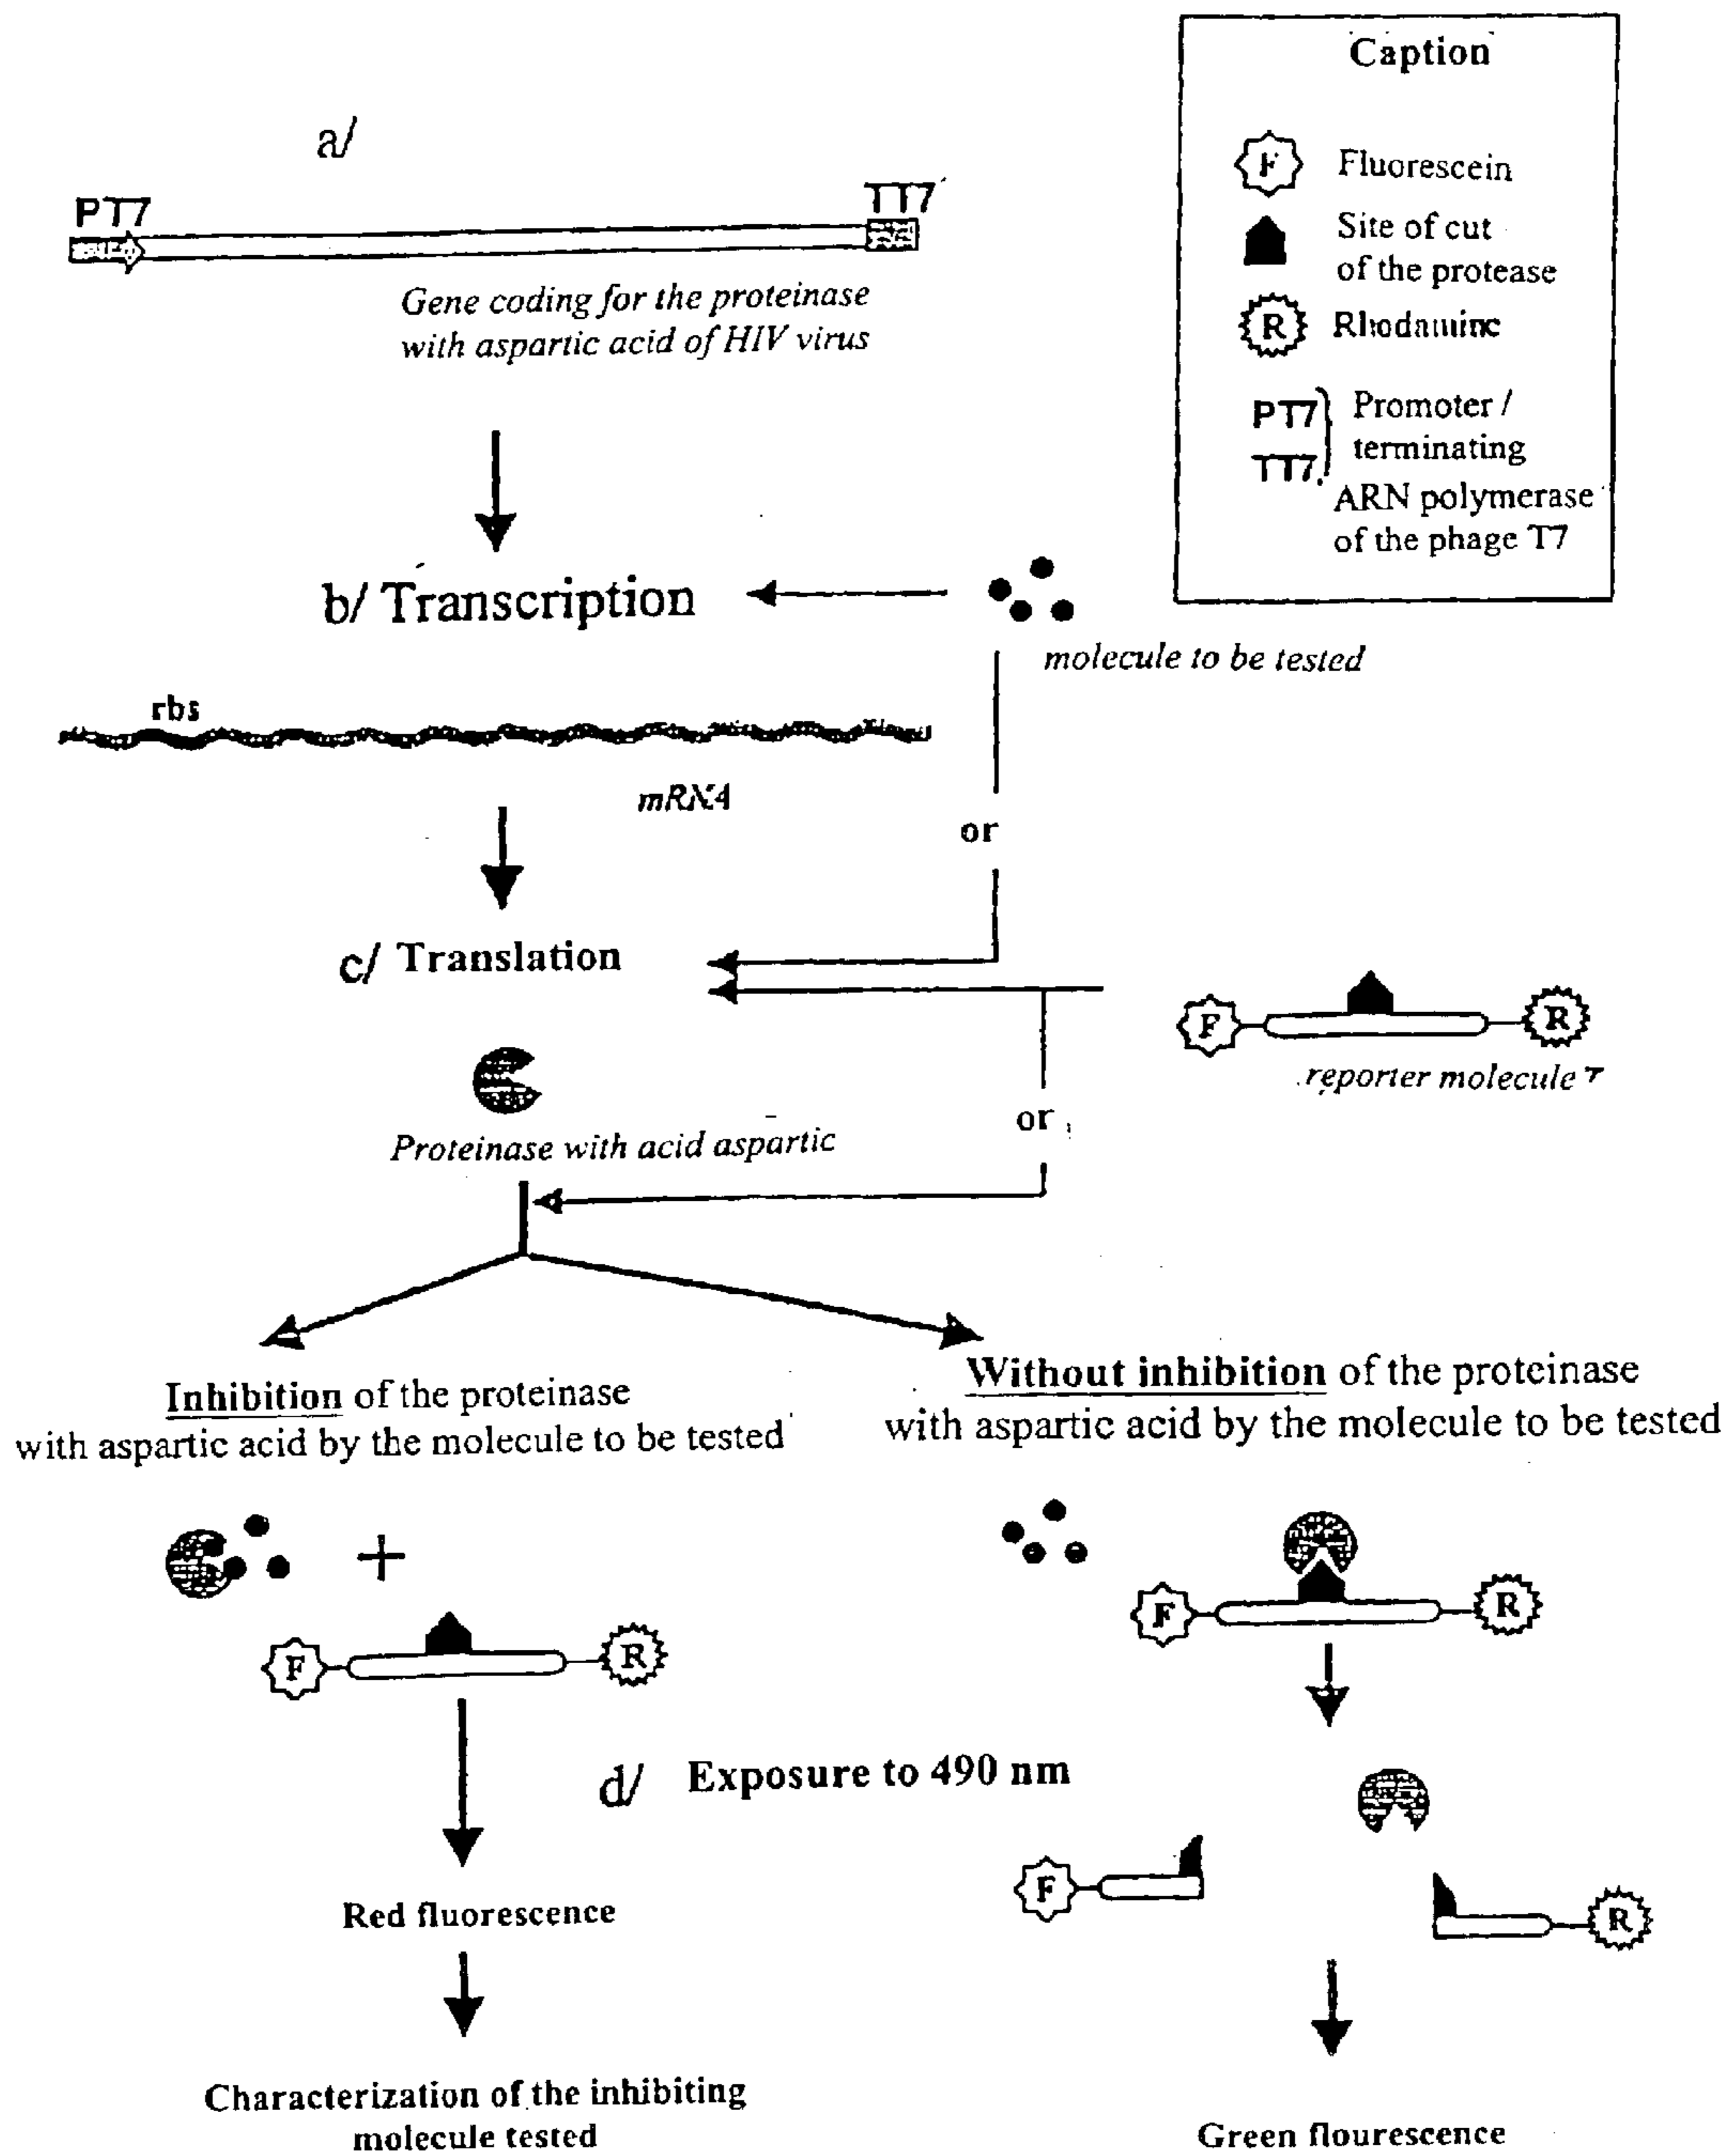 a/
PT7
TT7
Gene coding for the proteinase
with aspartic acid of HIV virus
Caption
F
Fluorescein
Site of cut
of the protease
R
Rhodamine
PT7
TT7
Promoter /
terminating
ARN polymerase
of the phage T7
b/ Transcription
molecule to be tested
rbs
mRNA
or
c/ Translation
F
R
reporter molecule
Proteinase with acid aspartic
or
Inhibition of the proteinase
with aspartic acid by the molecule to be tested
Without inhibition of the proteinase
with aspartic acid by the molecule to be tested
+
F
R
F
R
d/ Exposure to 490 nm
F
R
Red fluorescence
Characterization of the inhibiting
molecule tested
Green flourescence